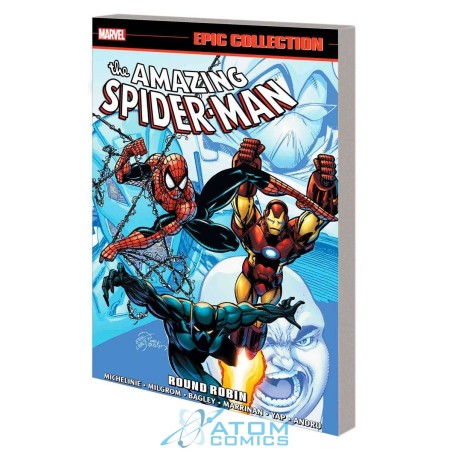 MARVEL
EPIC COLLECTION
the
AMAZING
SPIDER-MAN
ROUND ROBIN
MICHELINIE • MILGROM • BAGLEY • MARRINAN • YAP • ANDRU
ATOM
COMICS